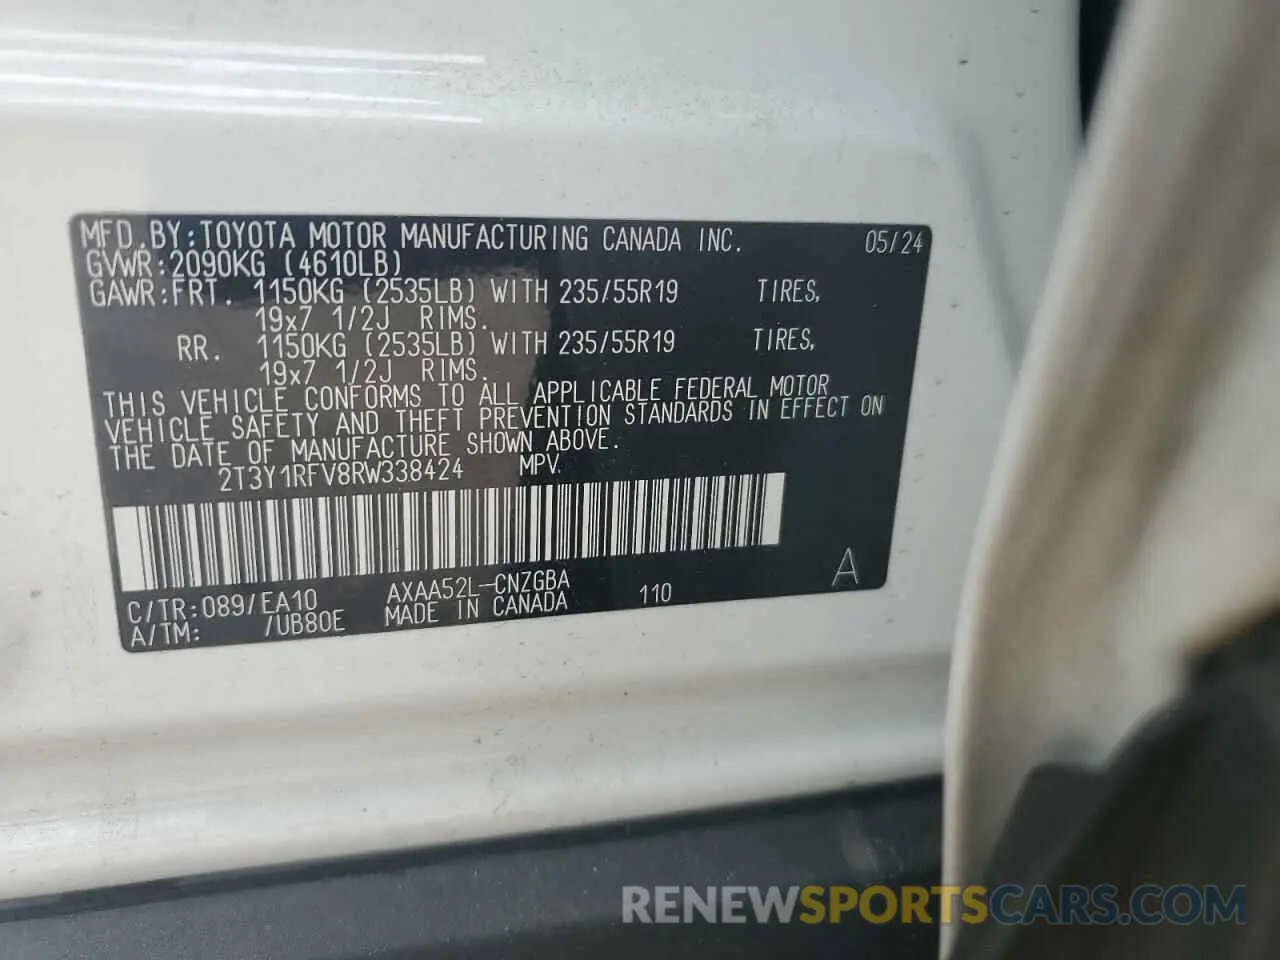 MFD.BY:TOYOTA MOTOR MANUFACTURING CANADA INC. 05/24
GVWR:2090KG (4610LB)
GAWR:FRT. 1150KG (2535LB) WITH 235/55R19 TIRES,
19x7 1/2J RIMS.
RR. 1150KG (2535LB) WITH 235/55R19 TIRES,
19x7 1/2J RIMS.
THIS VEHICLE CONFORMS TO ALL APPLICABLE FEDERAL MOTOR
VEHICLE SAFETY AND THEFT PREVENTION STANDARDS IN EFFECT ON
THE DATE OF MANUFACTURE SHOWN ABOVE.
2T3Y1RFV8RW338424 MPV.
C/TR:089/EA10 AXAA52L-CNZGBA 110 A
A/TM: /UB80E MADE IN CANADA
RENEWSPORTSCARS.COM